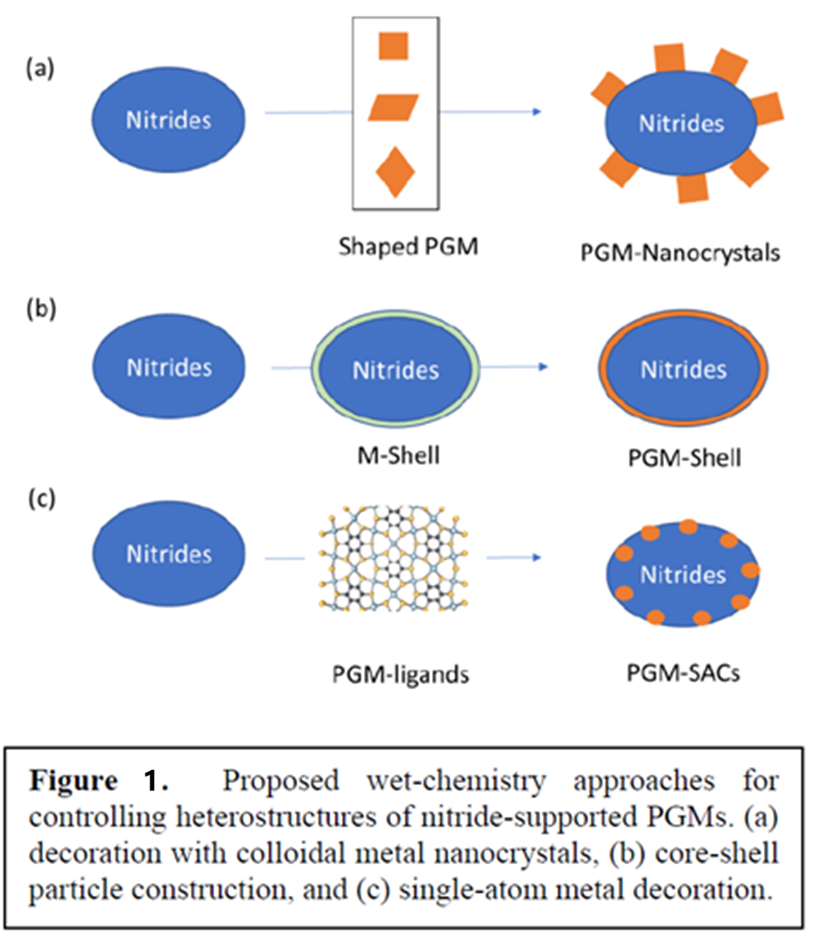 (a)
Nitrides
Nitrides
Shaped PGM
PGM-Nanocrystals
(b)
Nitrides
Nitrides
Nitrides
M-Shell
PGM-Shell
(c)
Nitrides
Nitrides
PGM-ligands
PGM-SACs
Figure 1. Proposed wet-chemistry approaches for
controlling heterostructures of nitride-supported PGMs. (a)
decoration with colloidal metal nanocrystals, (b) core-shell
particle construction, and (c) single-atom metal decoration.